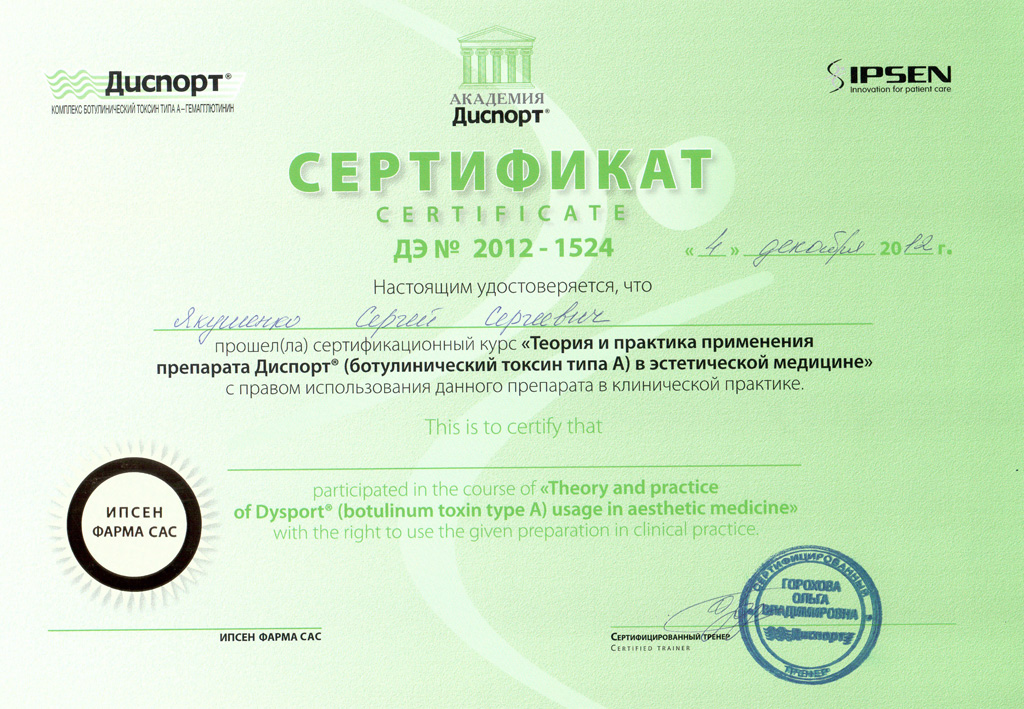 Диспорт®
КОМПЛЕКС БОТУЛИНИЧЕСКИЙ ТОКСИН ТИПА А – ГЕМАГГЛЮТИНИН
АКАДЕМИЯ
Диспорт®
IPSEN
Innovation for patient care
СЕРТИФИКАТ
CERTIFICATE
ДЭ № 2012 - 1524
« 4 » декабря 2012 г.
Настоящим удостоверяется, что
Якушенко Сергей Сергеевич
прошел(ла) сертификационный курс «Теория и практика применения
препарата Диспорт® (ботулинический токсин типа А) в эстетической медицине»
с правом использования данного препарата в клинической практике.
This is to certify that
participated in the course of «Theory and practice
of Dysport® (botulinum toxin type A) usage in aesthetic medicine»
with the right to use the given preparation in clinical practice.
ИПСЕН
ФАРМА САС
ИПСЕН ФАРМА САС
Сертифицированный тренер
Certified trainer
СЕРТИФИЦИРОВАННЫЙ
ГОРОХОВА
ОЛЬГА
ВЛАДИМИРОВНА
Диспорт
ТРЕНЕР